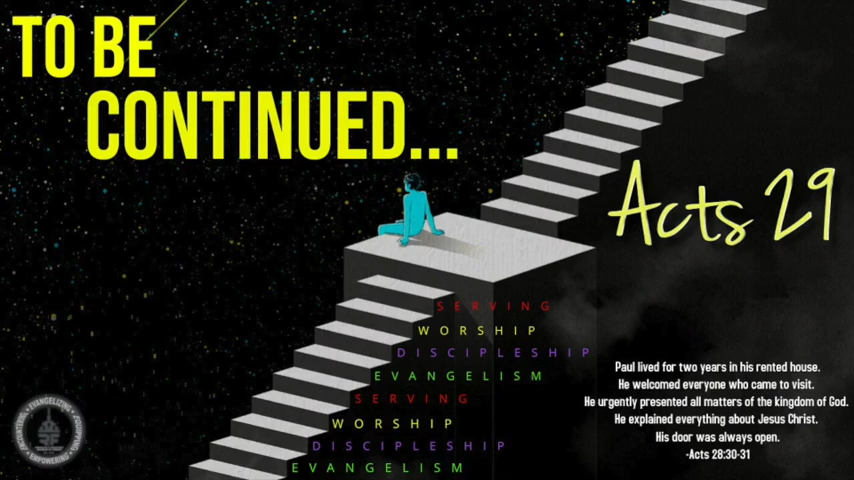 TO BE
CONTINUED...
Acts 29
SERVING
WORSHIP
DISCIPLESHIP
EVANGELISM
SERVING
WORSHIP
DISCIPLESHIP
EVANGELISM
Paul lived for two years in his rented house.
He welcomed everyone who came to visit.
He urgently presented all matters of the kingdom of God.
He explained everything about Jesus Christ.
His door was always open.
-Acts 28:30-31
EVANGELIZING
EMPOWERING